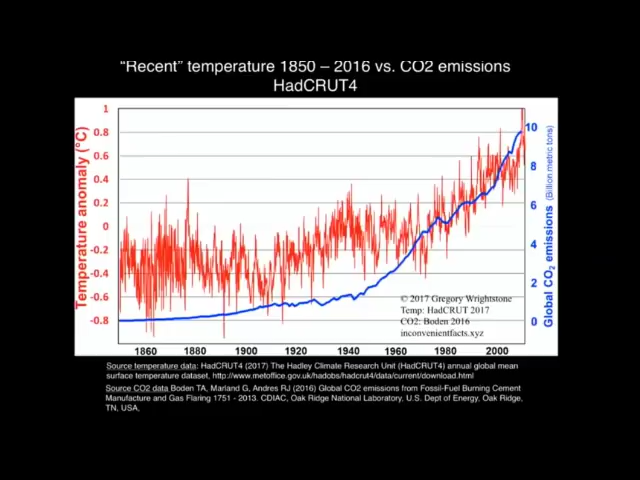 “Recent” temperature 1850 – 2016 vs. CO2 emissions
HadCRUT4
Temperature anomaly (°C)
1
0.8
0.6
0.4
0.2
0
-0.2
-0.4
-0.6
-0.8
10
8
6
4
2
0
Global CO2 emissions (Billion metric tons)
© 2017 Gregory Wrightstone
Temp: HadCRUT 2017
CO2: Boden 2016
inconvenientfacts.xyz
1860 1880 1900 1920 1940 1960 1980 2000
Source temperature data: HadCRUT4 (2017) The Hadley Climate Research Unit (HadCRUT4) annual global mean
surface temperature dataset, http://www.metoffice.gov.uk/hadobs/hadcrut4/data/current/download.html
Source CO2 data Boden TA, Marland G, Andres RJ (2016) Global CO2 emissions from Fossil-Fuel Burning Cement
Manufacture and Gas Flaring 1751 - 2013. CDIAC, Oak Ridge National Laboratory, U.S. Dept of Energy, Oak Ridge,
TN, USA,